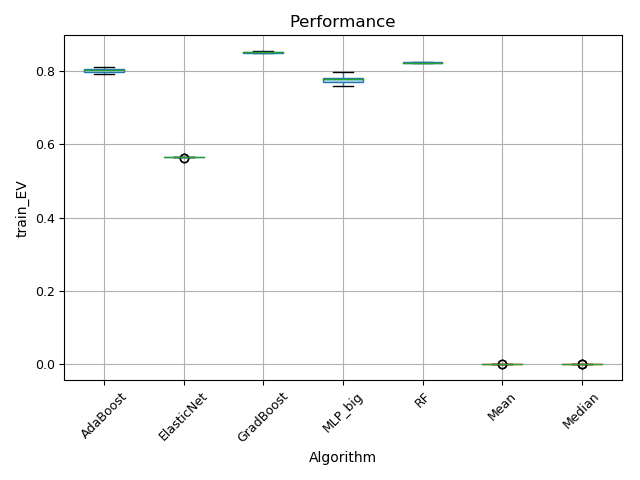 Performance
train_EV
0.8
0.6
0.4
0.2
0.0
AdaBoost
ElasticNet
GradBoost
MLP_big
RF
Mean
Median
Algorithm